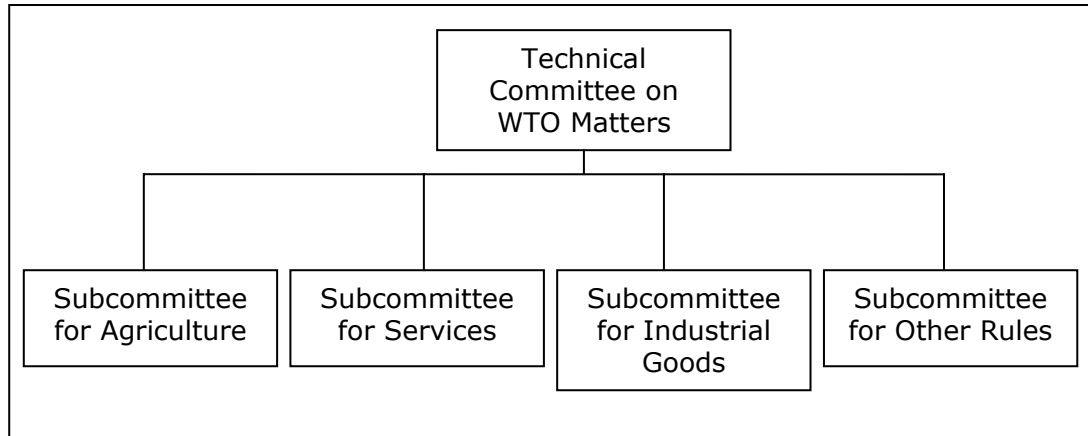 Technical
Committee on
WTO Matters
Subcommittee
for Agriculture
Subcommittee
for Services
Subcommittee
for Industrial
Goods
Subcommittee
for Other Rules